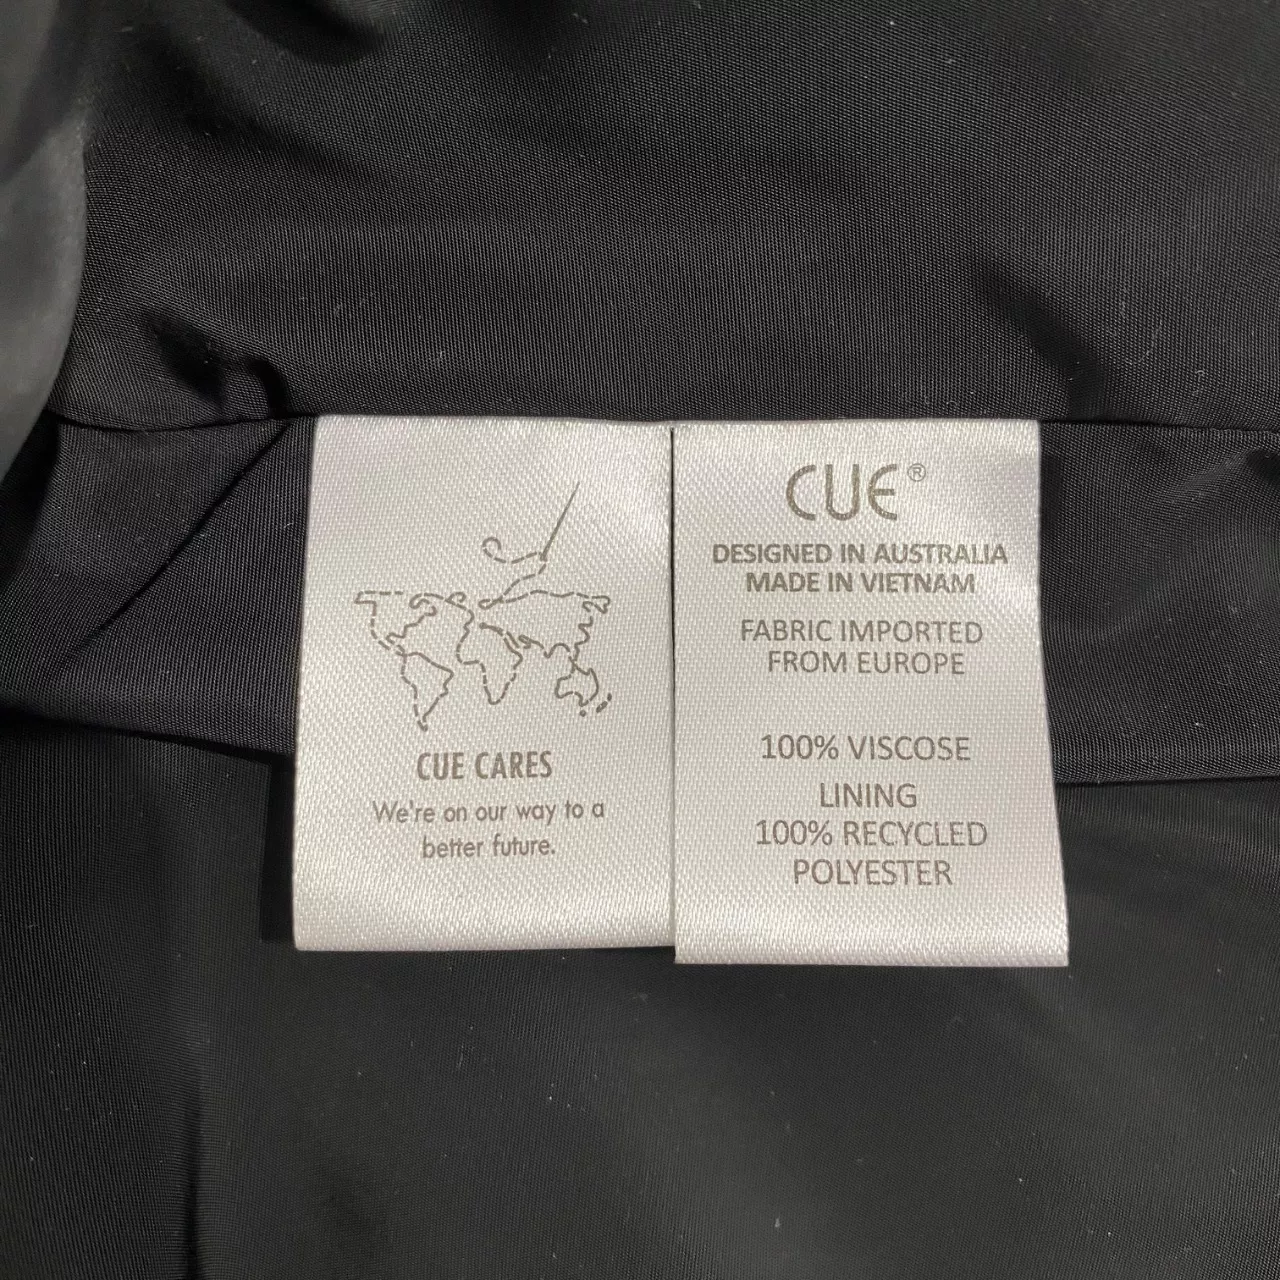 CUE CARES
We're on our way to a
better future.
CUE®
DESIGNED IN AUSTRALIA
MADE IN VIETNAM
FABRIC IMPORTED
FROM EUROPE
100% VISCOSE
LINING
100% RECYCLED
POLYESTER